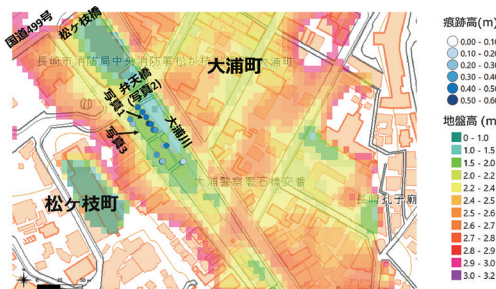 国道499号
松ヶ枝橋
長崎市消防局中央消防署松が枝
大浦町
弁天橋
(写真2)
写真1
写真3
大浦川
大浦警察署石橋交番
松ヶ枝町
長崎孔子廟
痕跡高(m)
0.00 - 0.10
0.10 - 0.20
0.20 - 0.30
0.30 - 0.40
0.40 - 0.50
0.50 - 0.60
地盤高 (m)
0 - 1.0
1.0 - 1.5
1.5 - 2.0
2.0 - 2.2
2.2 - 2.4
2.4 - 2.5
2.5 - 2.6
2.6 - 2.7
2.7 - 2.8
2.8 - 2.9
2.9 - 3.0
3.0 - 3.2